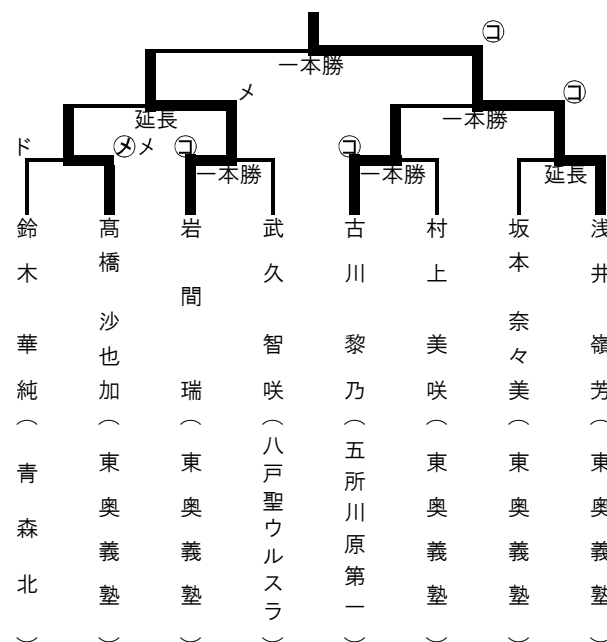 ㋙
一本勝
メ
㋙
延長
一本勝
ド
㋱メ
㋙
一本勝
㋙
一本勝
延長
鈴木華純(青森北)
髙橋沙也加(東奥義塾)
岩間瑞(東奥義塾)
武久智咲(八戸聖ウルスラ)
古川黎乃(五所川原第一)
村上美咲(東奥義塾)
坂本奈々美(東奥義塾)
浅井嶺芳(東奥義塾)